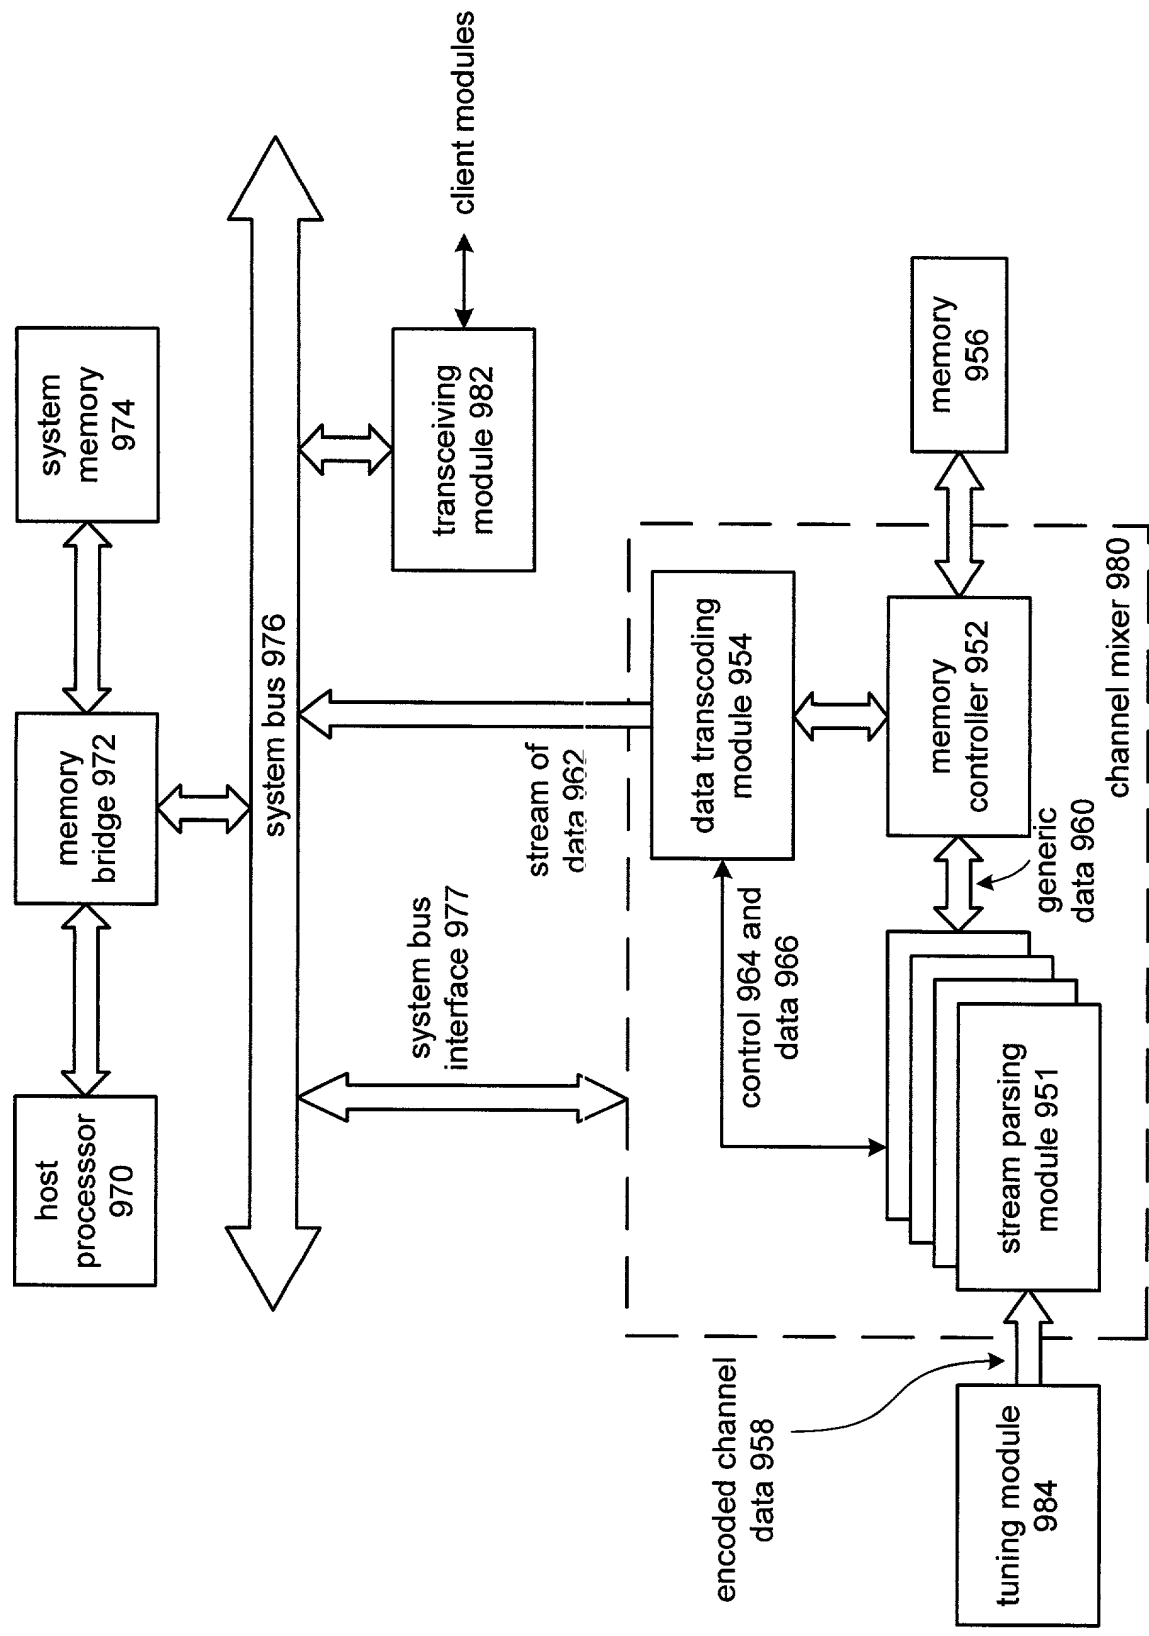 host
processsor
970
memory
bridge 972
system
memory
974
system bus 976
system bus
interface 977
stream of
data 962
transceiving
module 982
client modules
data transcoding
module 954
control 964 and
data 966
encoded channel
data 958
tuning module
984
stream parsing
module 951
generic
data 960
memory
controller 952
memory
956
channel mixer 980